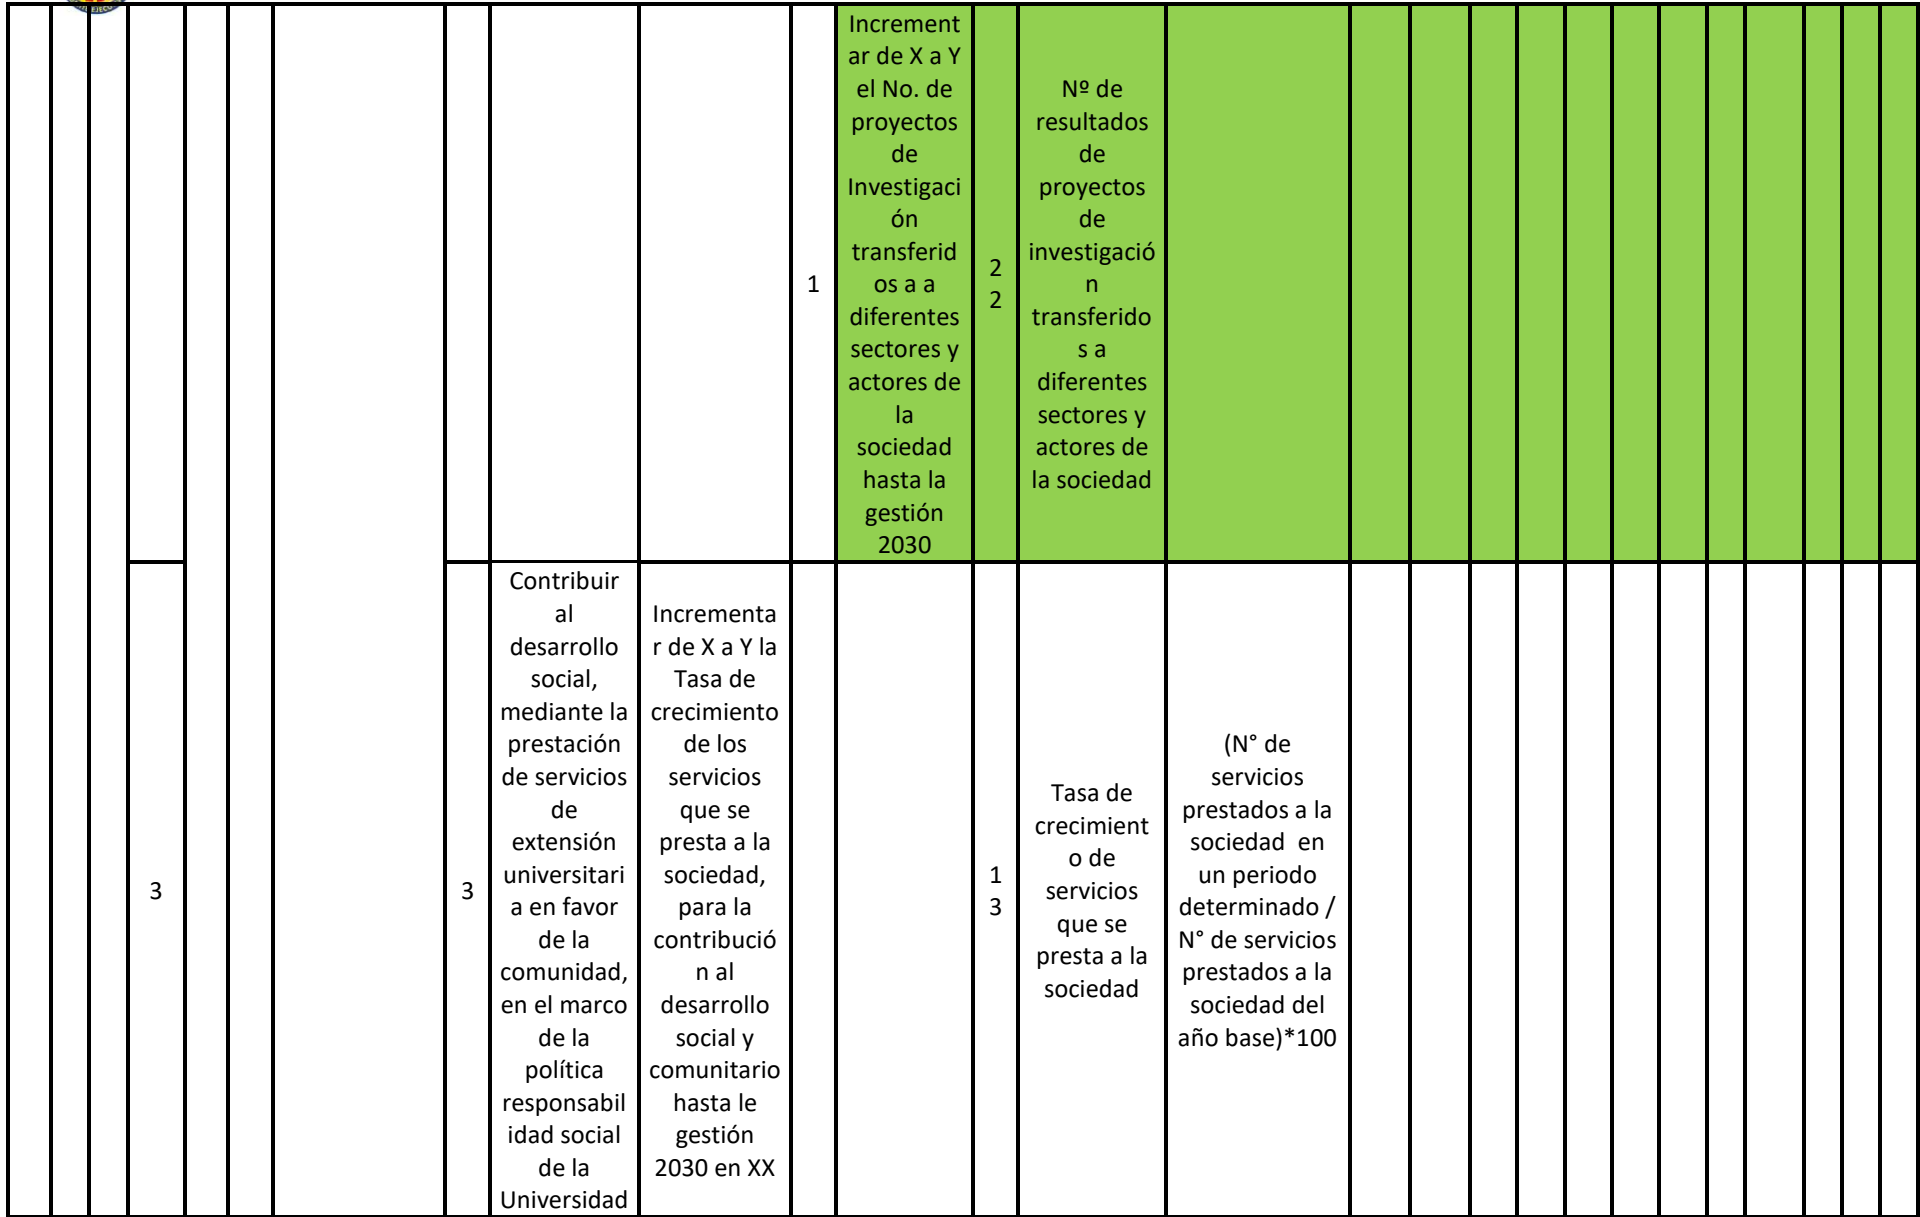 1
Increment
ar de X a Y
el No. de
proyectos
de
Investigaci
ón
transferid
os a a
diferentes
sectores y
actores de
la
sociedad
hasta la
gestión
2030
2
2
Nº de
resultados
de
proyectos
de
investigació
n
transferido
s a
diferentes
sectores y
actores de
la sociedad
3
3
Contribuir
al
desarrollo
social,
mediante la
prestación
de servicios
de
extensión
universitari
a en favor
de la
comunidad,
en el marco
de la
política
responsabil
idad social
de la
Universidad
Incrementa
r de X a Y la
Tasa de
crecimiento
de los
servicios
que se
presta a la
sociedad,
para la
contribució
n al
desarrollo
social y
comunitario
hasta le
gestión
2030 en XX
1
3
Tasa de
crecimient
o de
servicios
que se
presta a la
sociedad
(N° de
servicios
prestados a la
sociedad  en
un periodo
determinado /
N° de servicios
prestados a la
sociedad del
año base)*100